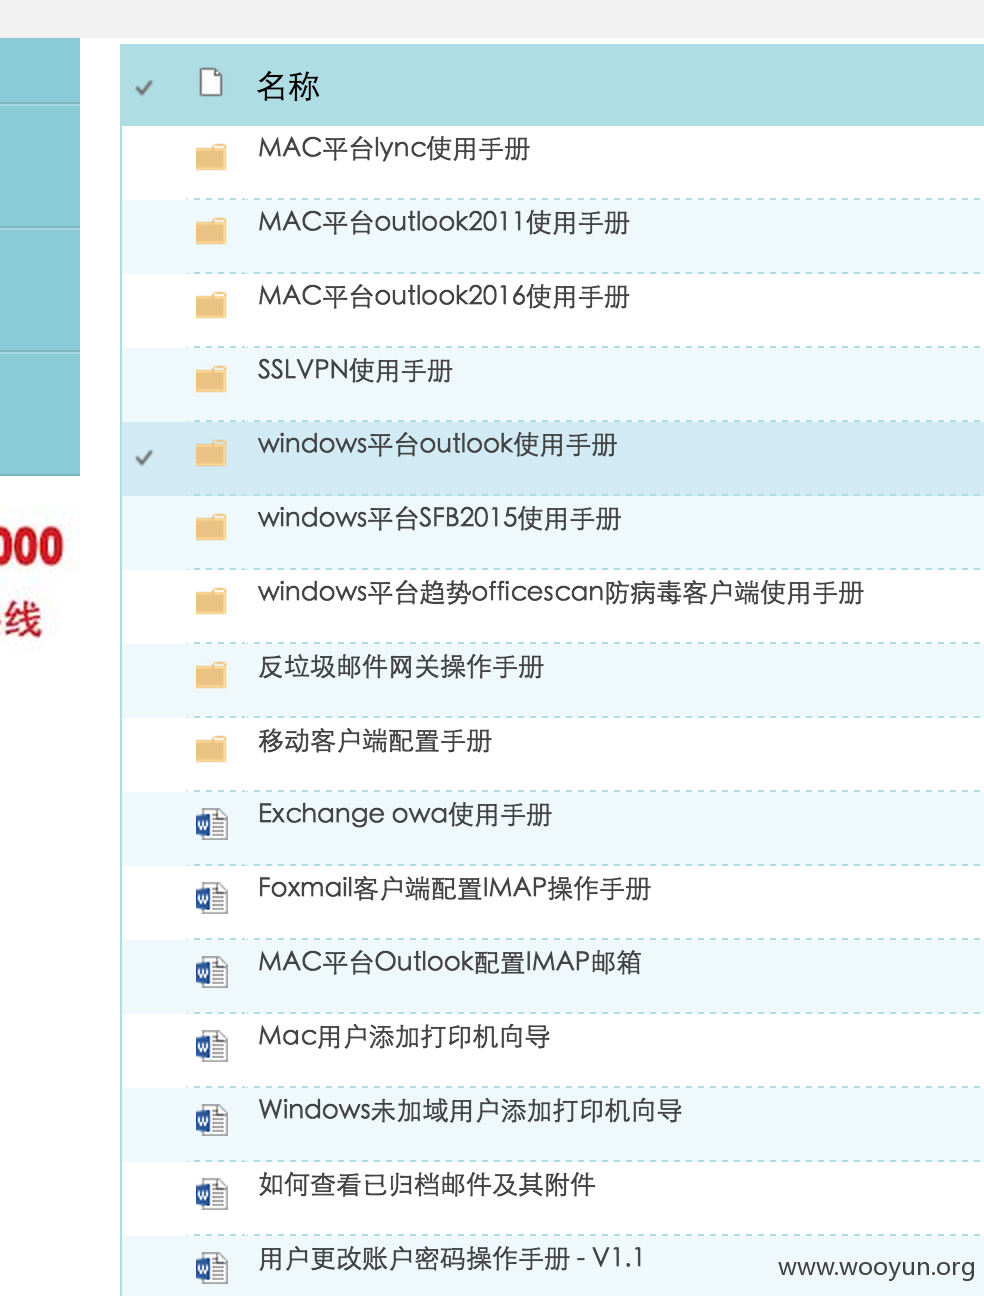 名称
MAC平台lync使用手册
MAC平台outlook2011使用手册
MAC平台outlook2016使用手册
SSLVPN使用手册
windows平台outlook使用手册
windows平台SFB2015使用手册
windows平台趋势officescan防病毒客户端使用手册
反垃圾邮件网关操作手册
移动客户端配置手册
Exchange owa使用手册
Foxmail客户端配置IMAP操作手册
MAC平台Outlook配置IMAP邮箱
Mac用户添加打印机向导
Windows未加域用户添加打印机向导
如何查看已归档邮件及其附件
用户更改账户密码操作手册 - V1.1
000
线
www.wooyun.org